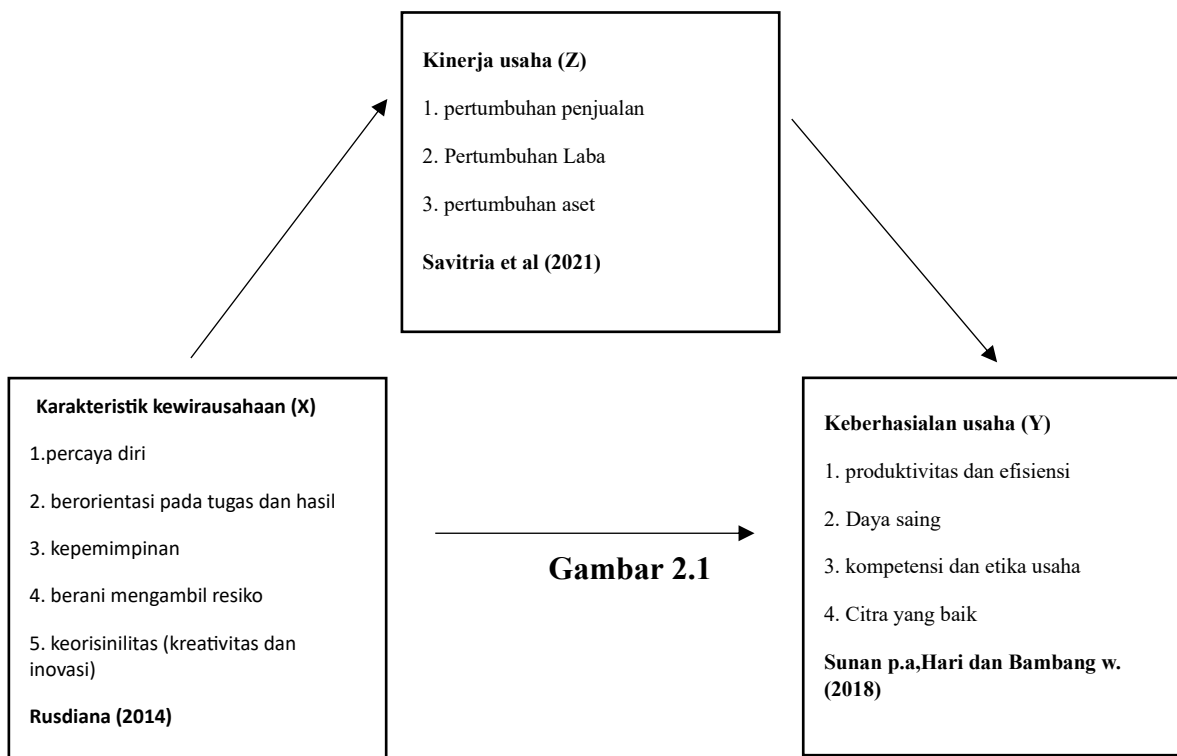 Kinerja usaha (Z)
1. pertumbuhan penjualan
2. Pertumbuhan Laba
3. pertumbuhan aset
Savitria et al (2021)
Karakteristik kewirausahaan (X)
1.percaya diri
2. berorientasi pada tugas dan hasil
3. kepemimpinan
4. berani mengambil resiko
5. keorisinilitas (kreativitas dan
inovasi)
Rusdiana (2014)
Gambar 2.1
Keberhasialan usaha (Y)
1. produktivitas dan efisiensi
2. Daya saing
3. kompetensi dan etika usaha
4. Citra yang baik
Sunan p.a,Hari dan Bambang w.
(2018)